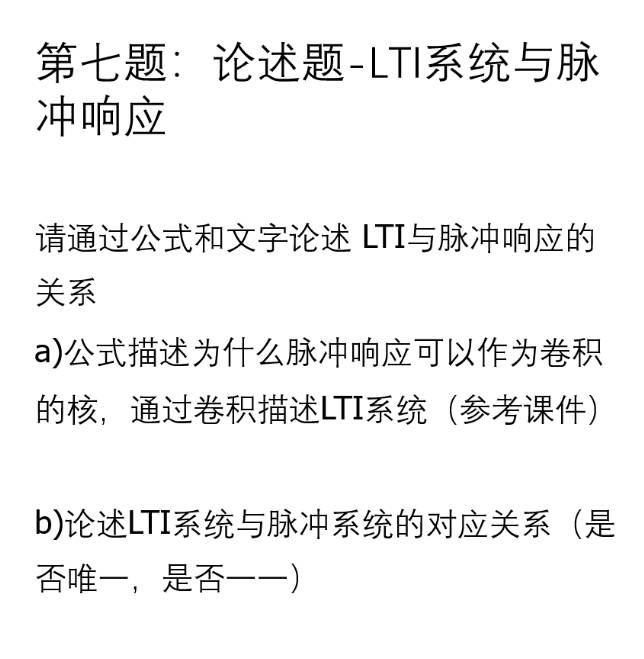 第七题：论述题-LTI系统与脉
冲响应
请通过公式和文字论述 LTI与脉冲响应的
关系
a)公式描述为什么脉冲响应可以作为卷积
的核，通过卷积描述LTI系统（参考课件）
b)论述LTI系统与脉冲系统的对应关系（是
否唯一，是否一一）